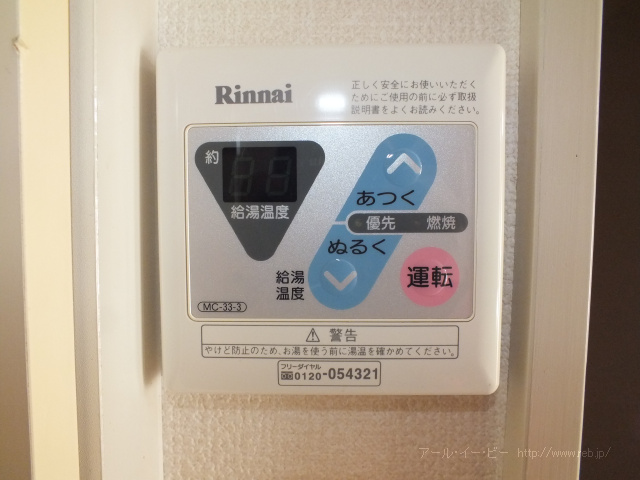 Rinnai
正しく安全にお使いいただく
ためにご使用の前に必ず取扱
説明書をよくお読みください。
約
給湯温度
あつく
優先 燃焼
ぬるく
給湯
温度
運転
MC-33-3
⚠ 警告
やけど防止のため、お湯を使う前に湯温を確かめてください。
フリーダイヤル
0120-054321
アール・イー・ビー http://www.reb.jp/